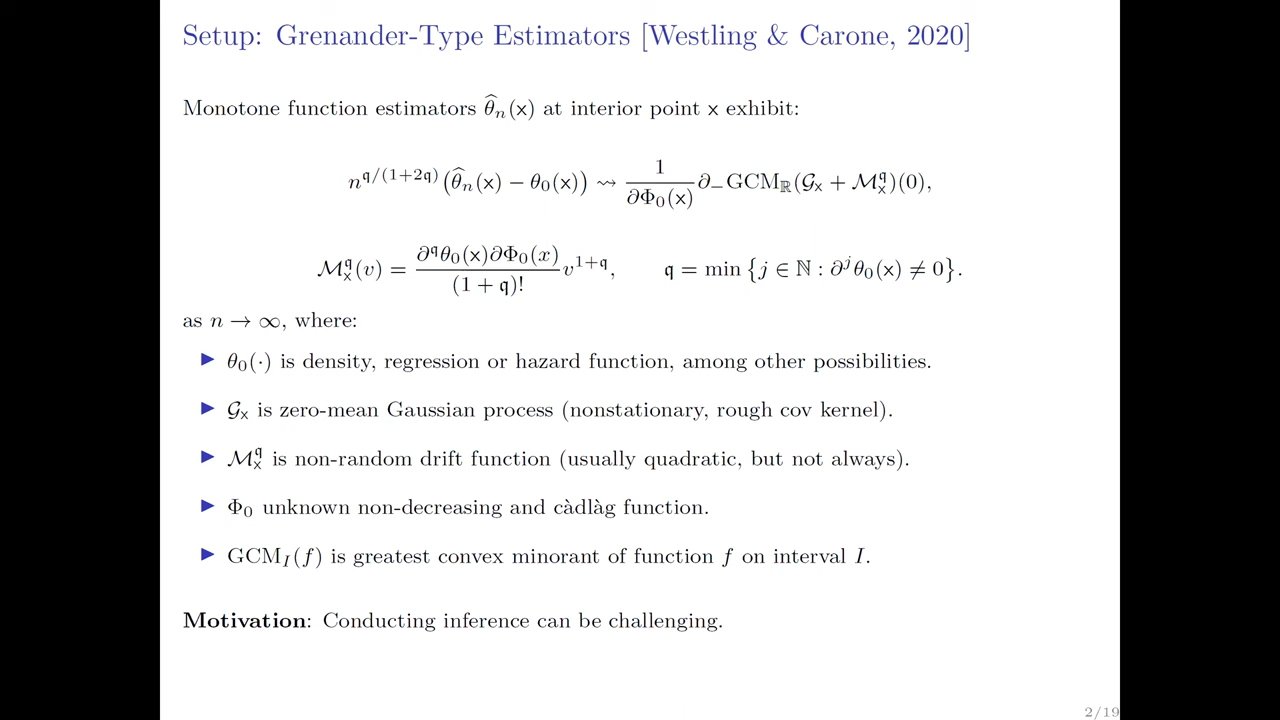 Setup: Grenander-Type Estimators [Westling & Carone, 2020]
Monotone function estimators θ̂ₙ(x) at interior point x exhibit:
n^{𝔮/(1+2𝔮)}(θ̂ₙ(x) − θ₀(x)) ⇝ \frac{1}{∂Φ₀(x)} ∂₋GCM_ℝ(𝒢ₓ + ℳₓ^𝔮)(0),
ℳₓ^𝔮(v) = \frac{∂^𝔮θ₀(x)∂Φ₀(x)}{(1 + 𝔮)!} v^{1+𝔮}, 𝔮 = min {j ∈ ℕ : ∂ʲθ₀(x) ≠ 0}.
as n → ∞, where:
▶ θ₀(·) is density, regression or hazard function, among other possibilities.
▶ 𝒢ₓ is zero-mean Gaussian process (nonstationary, rough cov kernel).
▶ ℳₓ^𝔮 is non-random drift function (usually quadratic, but not always).
▶ Φ₀ unknown non-decreasing and càdlàg function.
▶ GCM_I(f) is greatest convex minorant of function f on interval I.
Motivation: Conducting inference can be challenging.
2/19